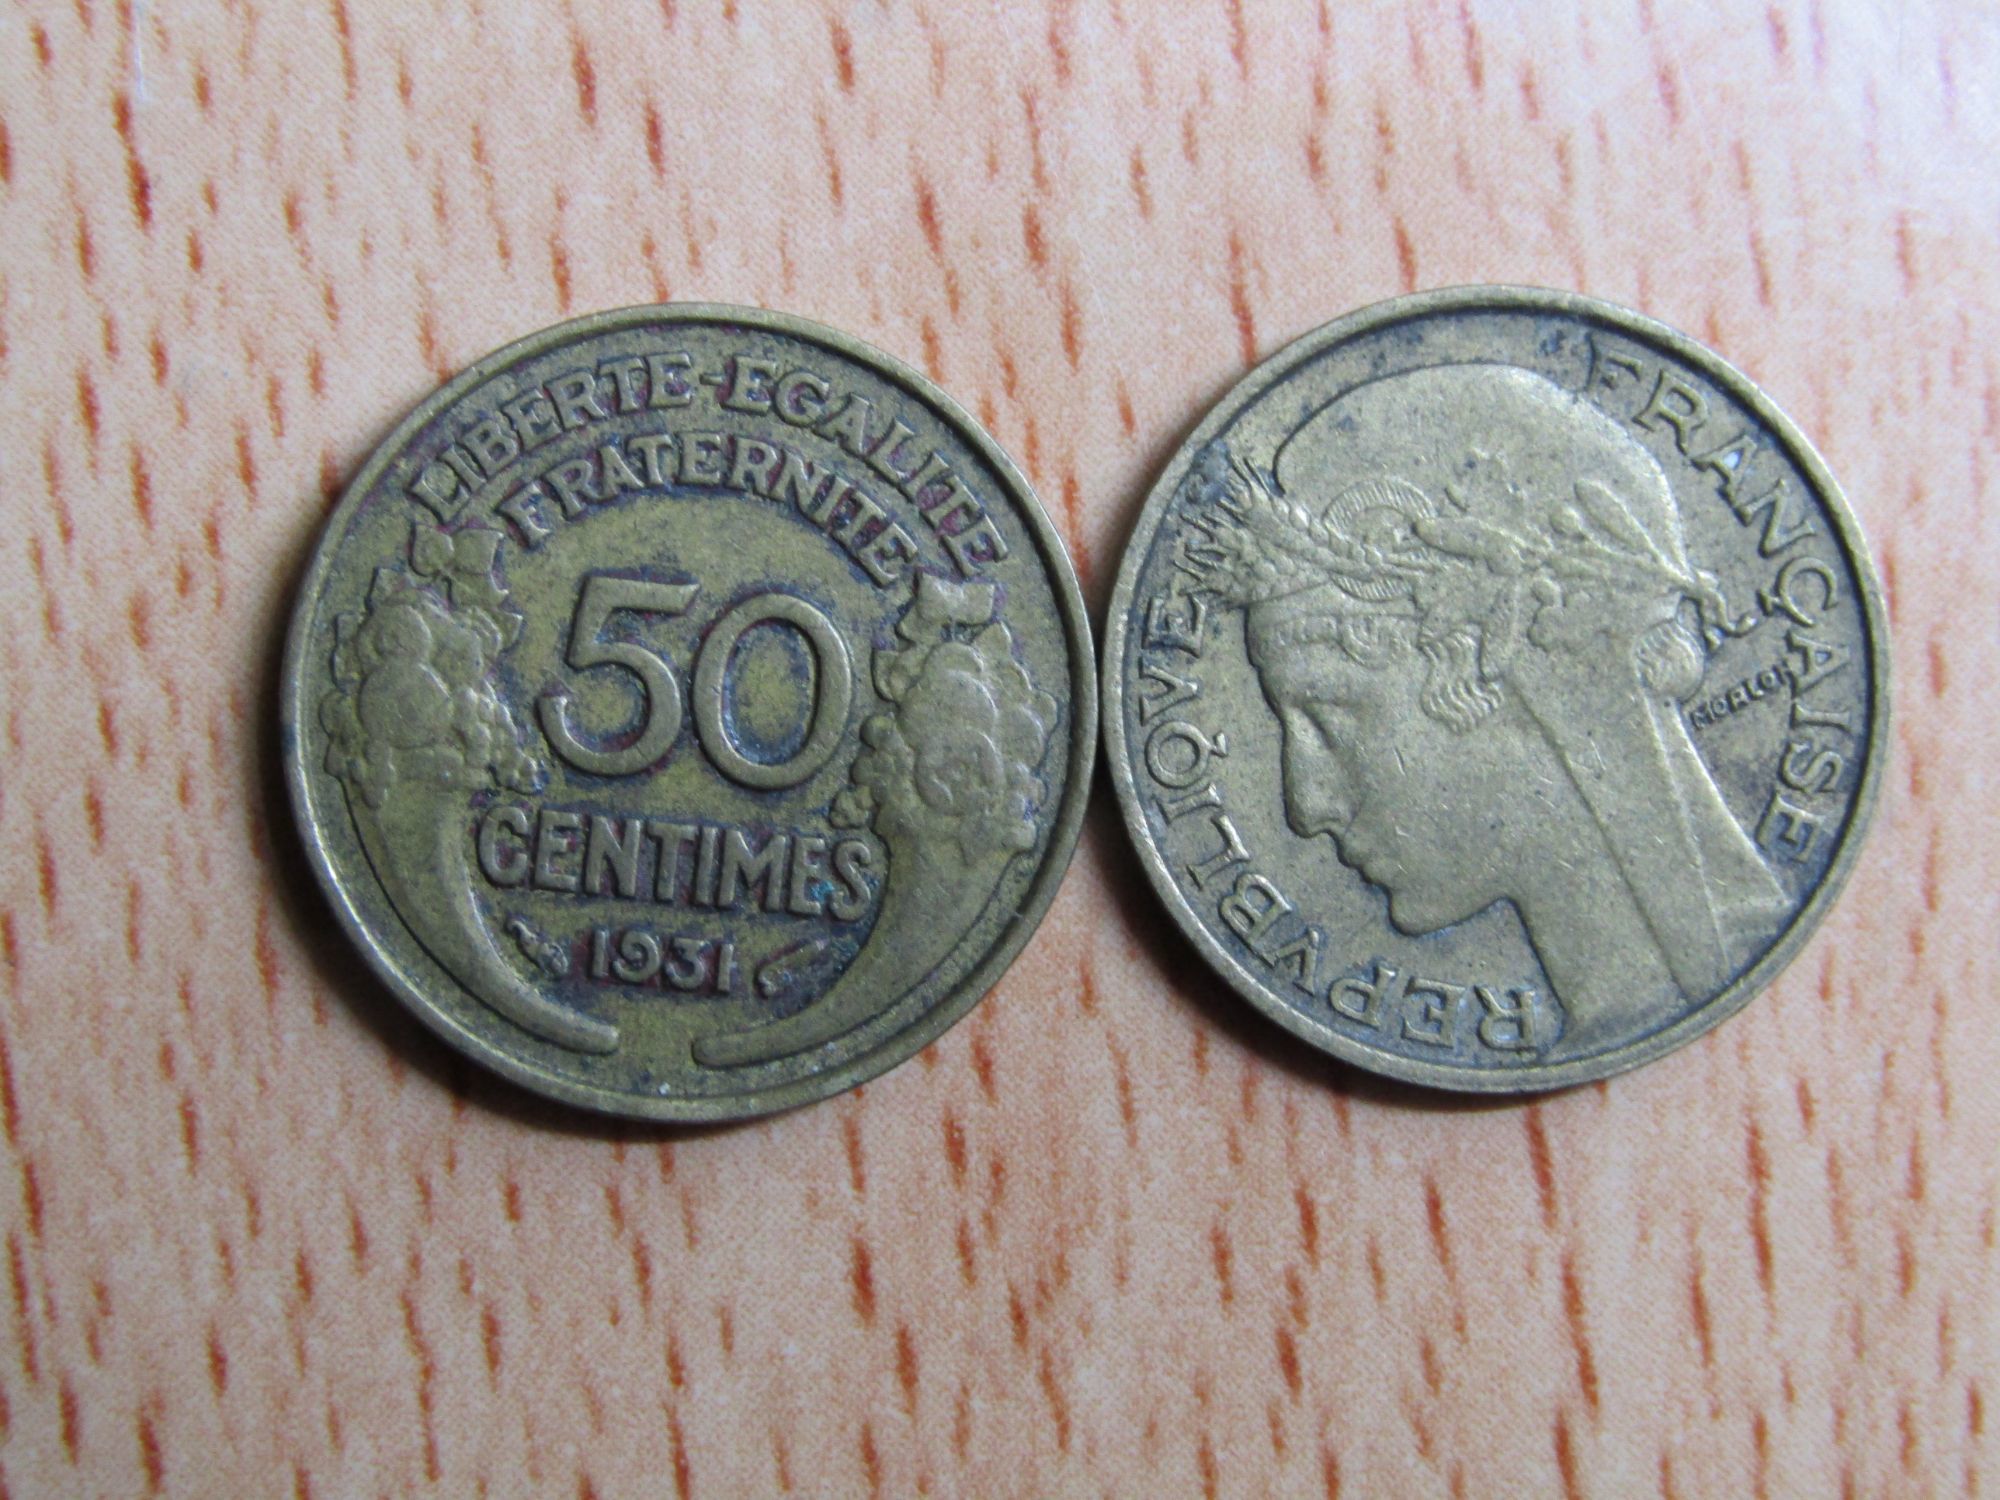 LIBERTE-EGALITE
FRATERNITE
50
CENTIMES
1931
REPVBLIQVE
FRANÇAISE
MORLON